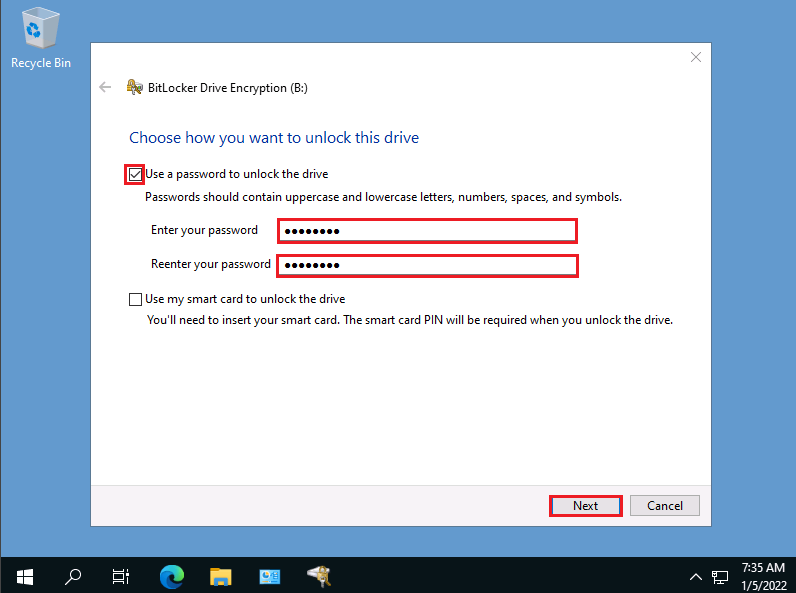 Recycle Bin
BitLocker Drive Encryption (B:)
Choose how you want to unlock this drive
Use a password to unlock the drive
Passwords should contain uppercase and lowercase letters, numbers, spaces, and symbols.
Enter your password ●●●●●●●●
Reenter your password ●●●●●●●●
Use my smart card to unlock the drive
You'll need to insert your smart card. The smart card PIN will be required when you unlock the drive.
Next Cancel
7:35 AM
1/5/2022